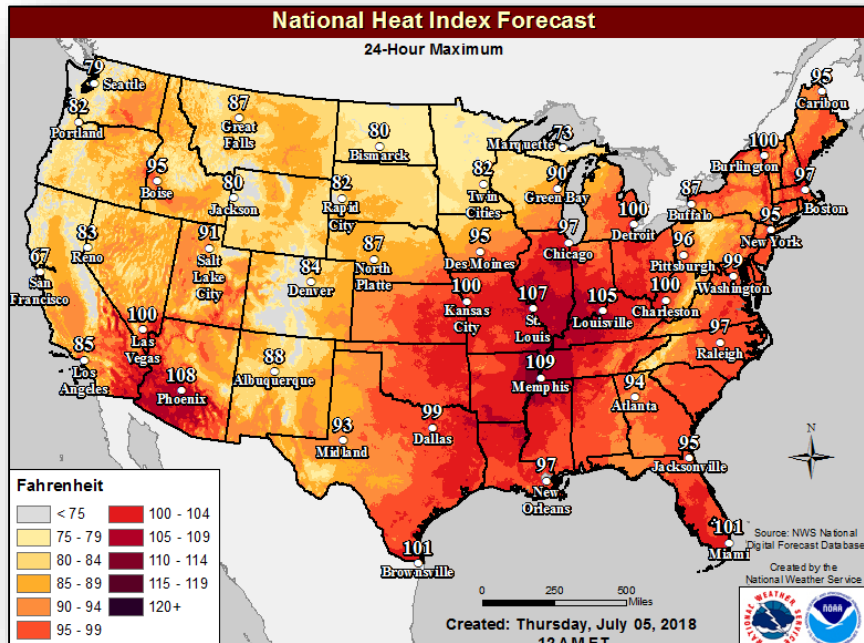 National Heat Index Forecast
24-Hour Maximum
79
Seattle
82
Portland
87
Great
Falls
80
Bismarck
73
Marquette
95
Caribou
100
Burlington
97
Boston
95
Boise
80
Jackson
82
Rapid
City
82
Twin
Cities
90
Green Bay
87
Buffalo
100
Detroit
95
New York
83
Reno
67
San
Francisco
91
Salt
Lake
City
84
Denver
87
North
Platte
95
Des Moines
97
Chicago
96
Pittsburgh
99
Washington
100
Kansas
City
107
St.
Louis
105
Louisville
100
Charleston
97
Raleigh
100
Las
Vegas
85
Los
Angeles
108
Phoenix
88
Albuquerque
109
Memphis
94
Atlanta
93
Midland
99
Dallas
97
New
Orleans
95
Jacksonville
101
Miami
101
Brownsville
N
Fahrenheit
< 75
75 - 79
80 - 84
85 - 89
90 - 94
95 - 99
100 - 104
105 - 109
110 - 114
115 - 119
120+
0 250 500
Miles
Source: NWS National
Digital Forecast Database
Created by the
National Weather Service
Created: Thursday, July 05, 2018
12 AM ET
noaa